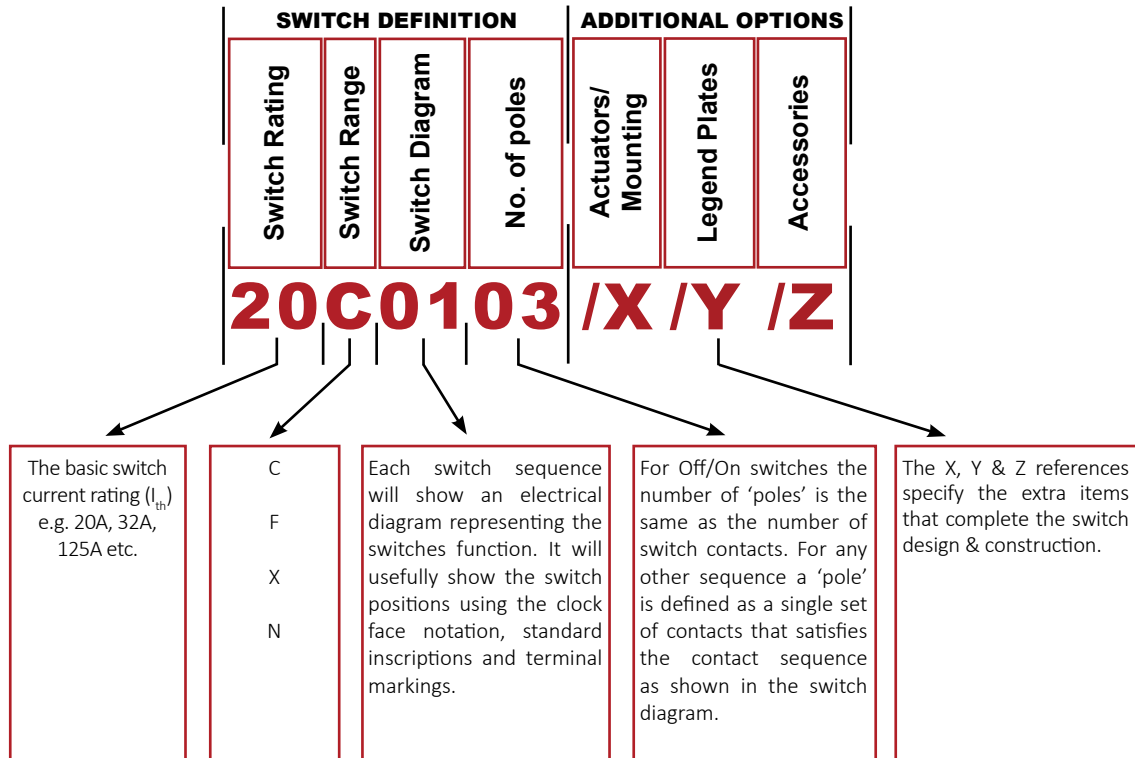 SWITCH DEFINITION
ADDITIONAL OPTIONS
Switch Rating
Switch Range
Switch Diagram
No. of poles
Actuators/
Mounting
Legend Plates
Accessories
20C0103 /X /Y /Z
The basic switch
current rating (Ith)
e.g. 20A, 32A,
125A etc.
C
F
X
N
Each switch sequence
will show an electrical
diagram representing the
switches function. It will
usefully show the switch
positions using the clock
face notation, standard
inscriptions and terminal
markings.
For Off/On switches the
number of ‘poles’ is the
same as the number of
switch contacts. For any
other sequence a ‘pole’
is defined as a single set
of contacts that satisfies
the contact sequence
as shown in the switch
diagram.
The X, Y & Z references
specify the extra items
that complete the switch
design & construction.